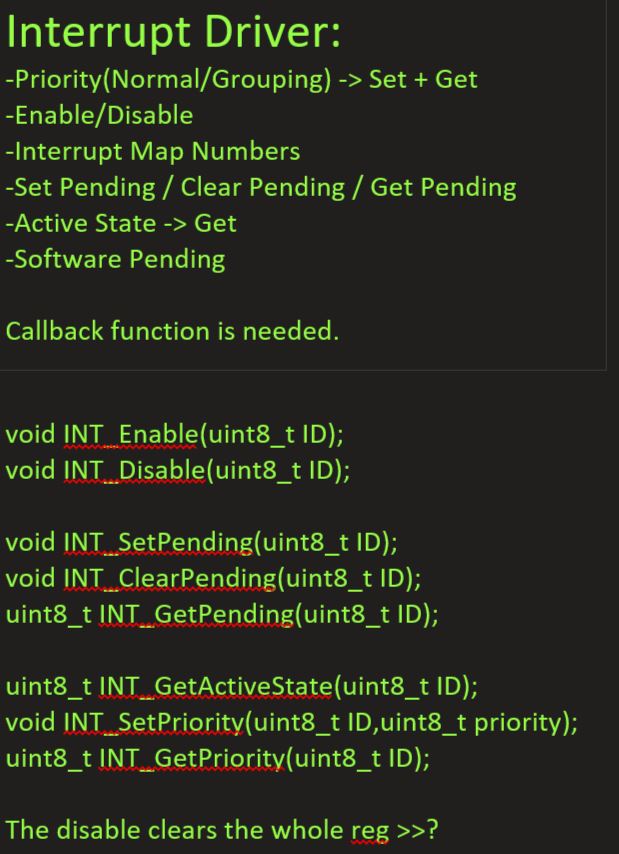 Interrupt Driver:
-Priority(Normal/Grouping) -> Set + Get
-Enable/Disable
-Interrupt Map Numbers
-Set Pending / Clear Pending / Get Pending
-Active State -> Get
-Software Pending
Callback function is needed.
void INT_Enable(uint8_t ID);
void INT_Disable(uint8_t ID);
void INT_SetPending(uint8_t ID);
void INT_ClearPending(uint8_t ID);
uint8_t INT_GetPending(uint8_t ID);
uint8_t INT_GetActiveState(uint8_t ID);
void INT_SetPriority(uint8_t ID,uint8_t priority);
uint8_t INT_GetPriority(uint8_t ID);
The disable clears the whole reg >>?